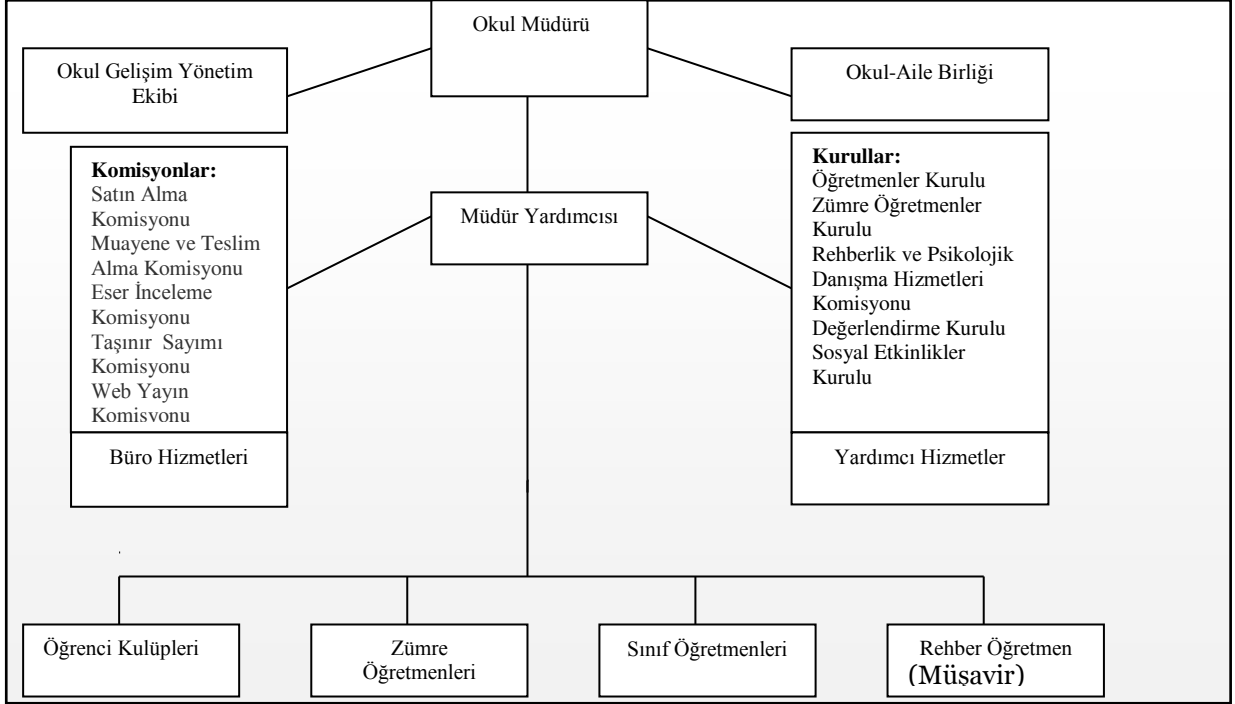 Okul Müdürü
Okul Gelişim Yönetim
Ekibi
Okul-Aile Birliği
Komisyonlar:
Satın Alma
Komisyonu
Muayene ve Teslim
Alma Komisyonu
Eser İnceleme
Komisyonu
Taşınır Sayımı
Komisyonu
Web Yayın
Komisyonu
Müdür Yardımcısı
Kurullar:
Öğretmenler Kurulu
Zümre Öğretmenler
Kurulu
Rehberlik ve Psikolojik
Danışma Hizmetleri
Komisyonu
Değerlendirme Kurulu
Sosyal Etkinlikler
Kurulu
Büro Hizmetleri
Yardımcı Hizmetler
Öğrenci Kulüpleri
Zümre
Öğretmenleri
Sınıf Öğretmenleri
Rehber Öğretmen
(Müşavir)